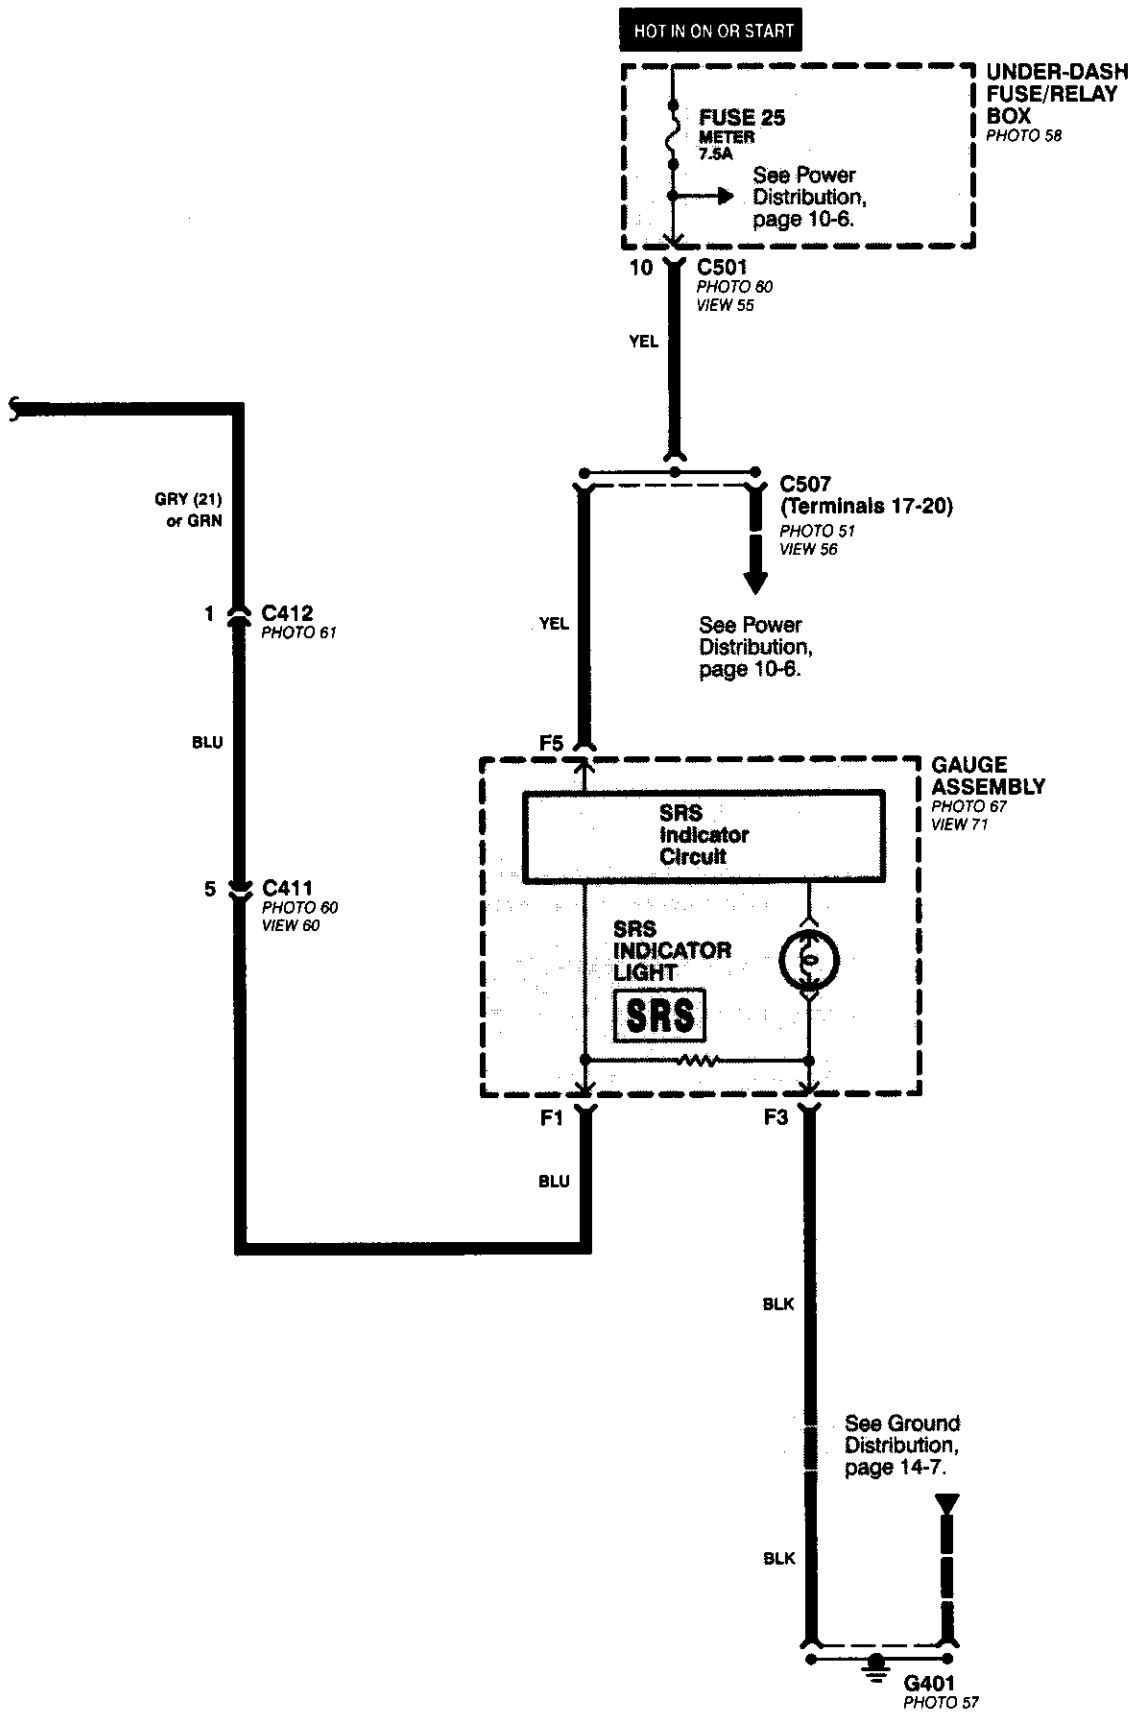 HOT IN ON OR START
UNDER-DASH
FUSE/RELAY
BOX
PHOTO 58
FUSE 25
METER
7.5A
See Power
Distribution,
page 10-6.
10
C501
PHOTO 60
VIEW 55
YEL
GRY (21)
or GRN
C507
(Terminals 17-20)
PHOTO 51
VIEW 56
1
C412
PHOTO 61
YEL
See Power
Distribution,
page 10-6.
BLU
F5
GAUGE
ASSEMBLY
PHOTO 67
VIEW 71
SRS
Indicator
Circuit
5
C411
PHOTO 60
VIEW 60
SRS
INDICATOR
LIGHT
SRS
F1
F3
BLU
BLK
See Ground
Distribution,
page 14-7.
BLK
G401
PHOTO 57